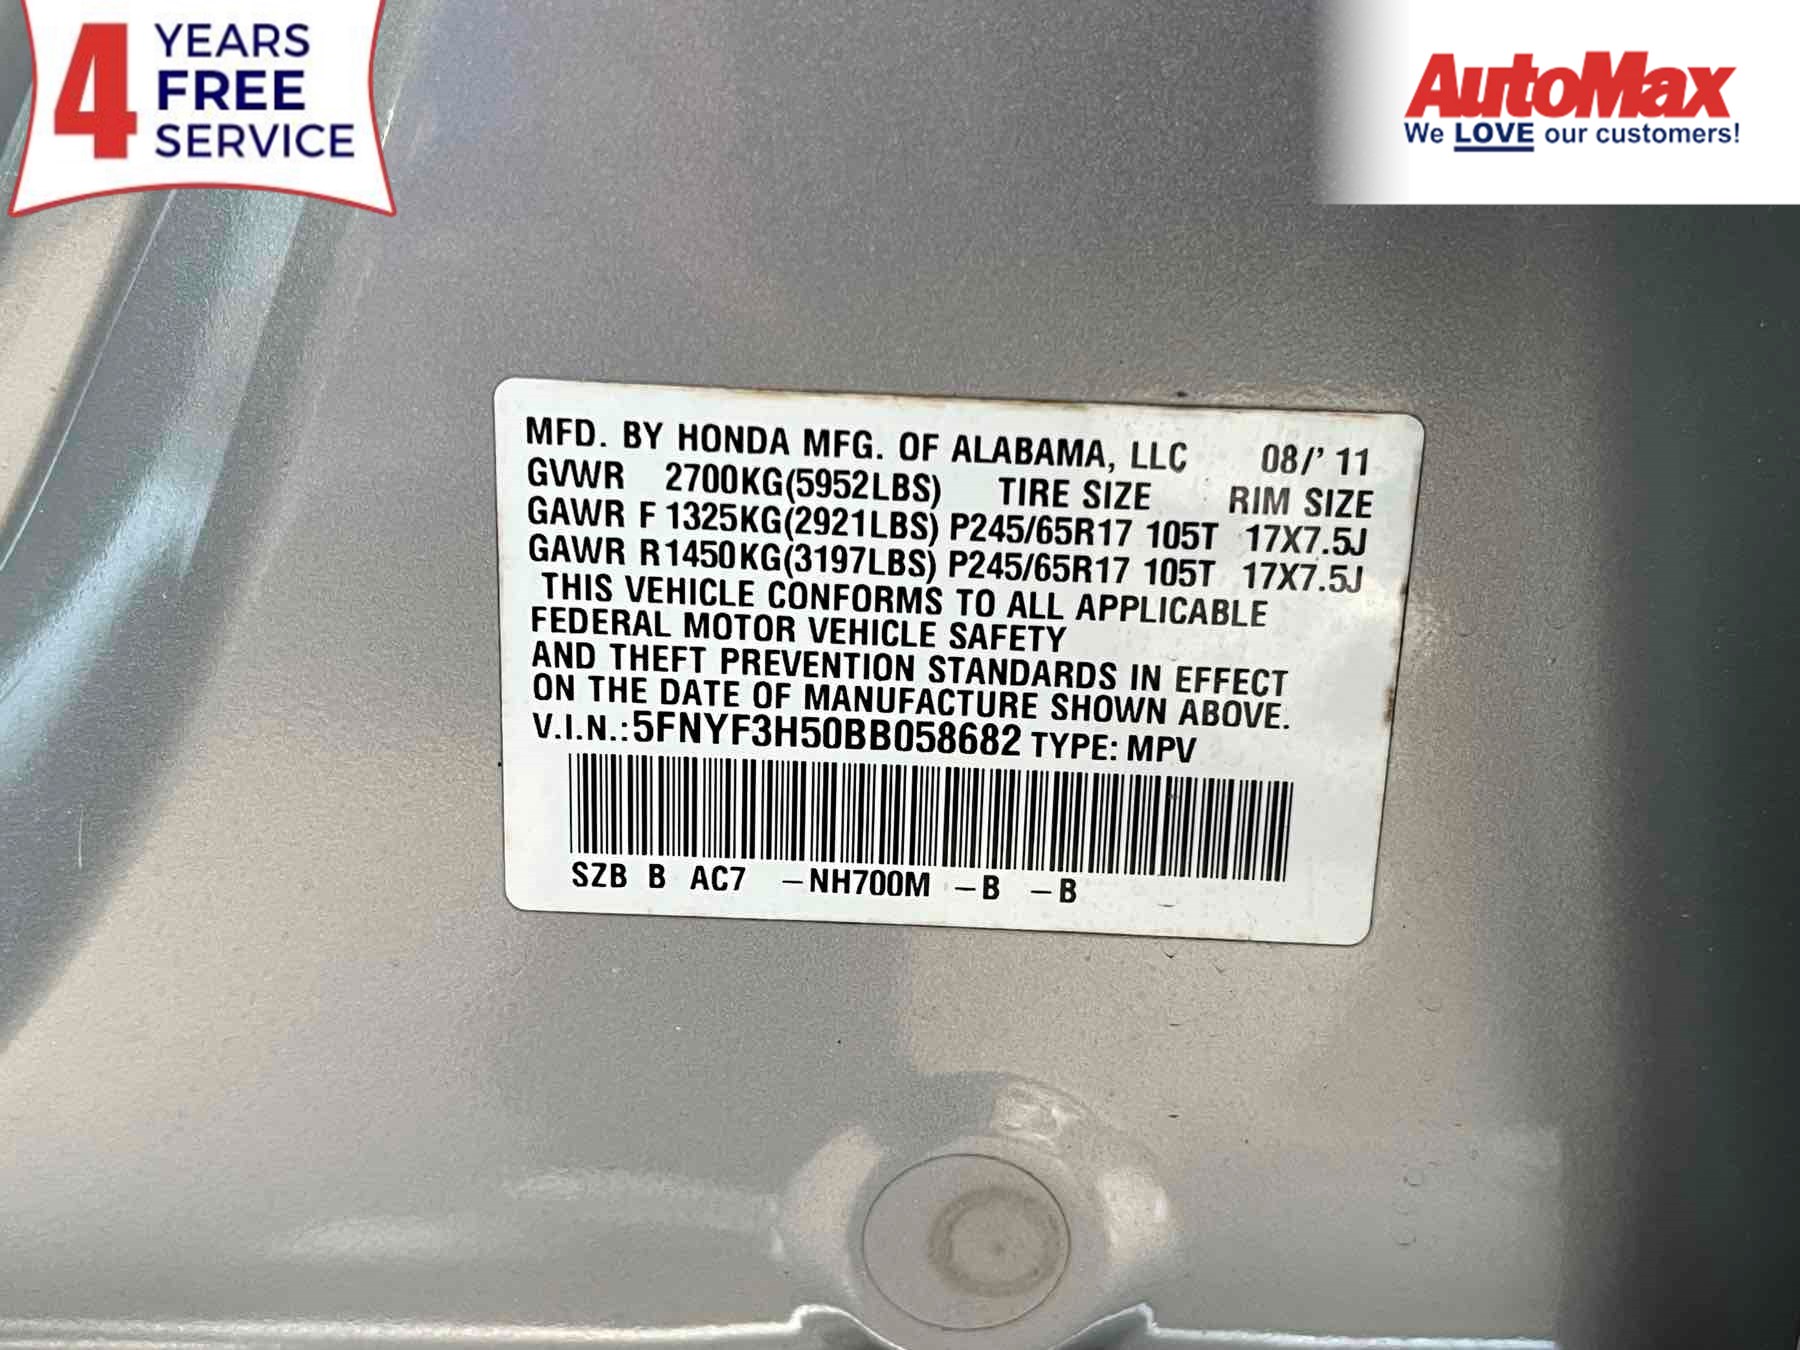 4 YEARS
FREE
SERVICE
AutoMax
We LOVE our customers!
MFD. BY HONDA MFG. OF ALABAMA, LLC 08/' 11
GVWR 2700KG(5952LBS) TIRE SIZE RIM SIZE
GAWR F 1325KG(2921LBS) P245/65R17 105T 17X7.5J
GAWR R 1450KG(3197LBS) P245/65R17 105T 17X7.5J
THIS VEHICLE CONFORMS TO ALL APPLICABLE
FEDERAL MOTOR VEHICLE SAFETY
AND THEFT PREVENTION STANDARDS IN EFFECT
ON THE DATE OF MANUFACTURE SHOWN ABOVE.
V.I.N.: 5FNYF3H50BB058682 TYPE: MPV
SZB B AC7 –NH700M –B –B